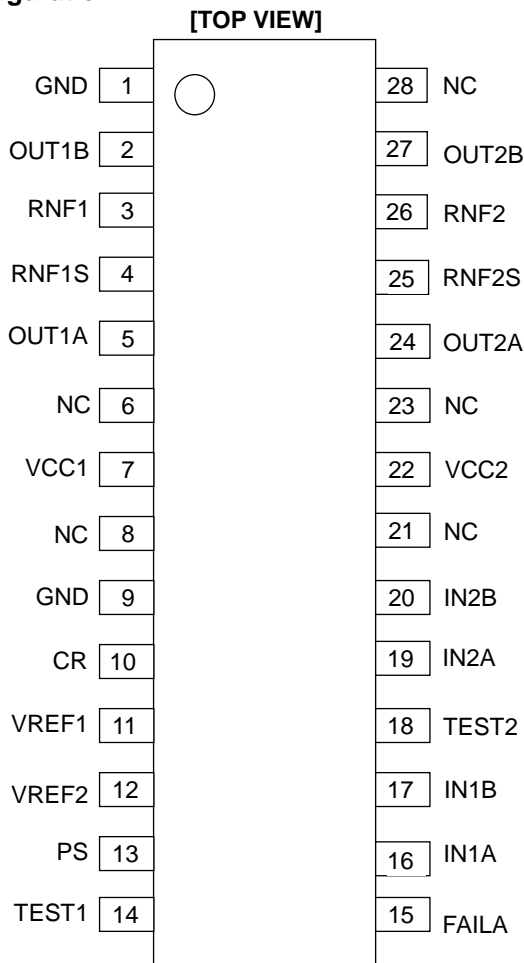 [TOP VIEW]
GND 1 28 NC
OUT1B 2 27 OUT2B
RNF1 3 26 RNF2
RNF1S 4 25 RNF2S
OUT1A 5 24 OUT2A
NC 6 23 NC
VCC1 7 22 VCC2
NC 8 21 NC
GND 9 20 IN2B
CR 10 19 IN2A
VREF1 11 18 TEST2
VREF2 12 17 IN1B
PS 13 16 IN1A
TEST1 14 15 FAILA